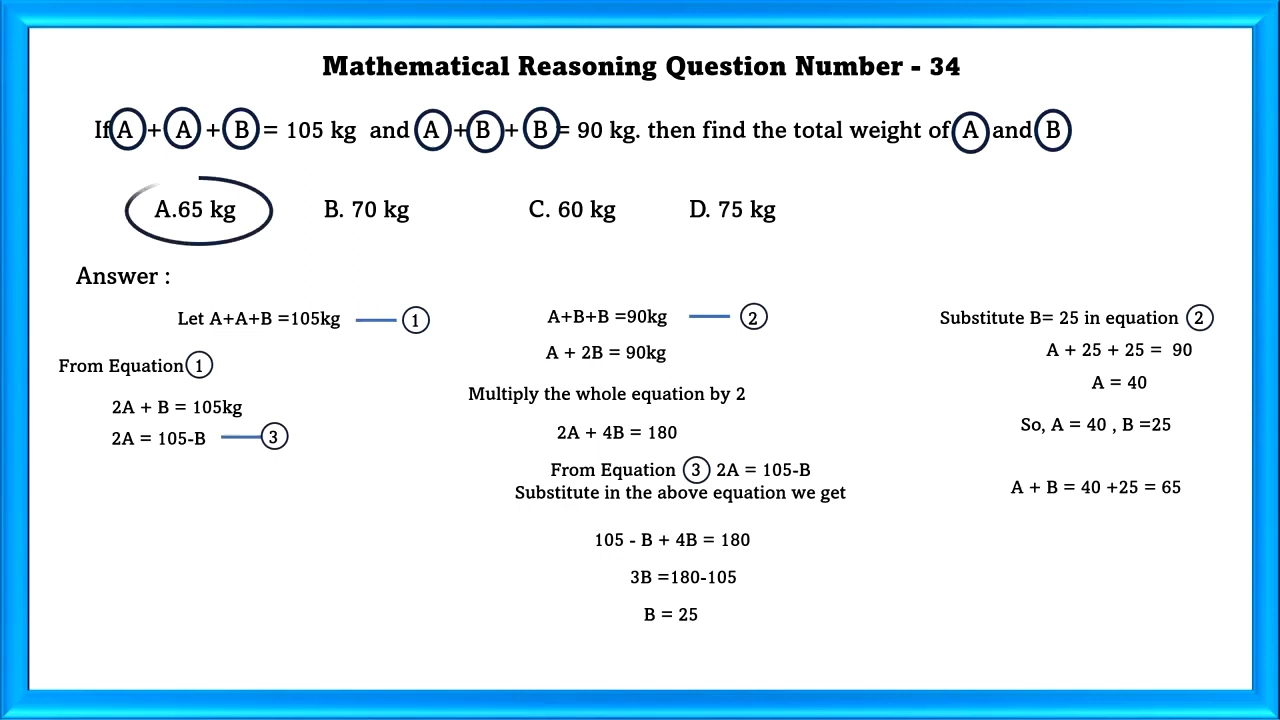 Mathematical Reasoning Question Number - 34
If A + A + B = 105 kg and A + B + B = 90 kg. then find the total weight of A and B
A.65 kg B. 70 kg C. 60 kg D. 75 kg
Answer :
Let A+A+B =105kg 1
From Equation 1
2A + B = 105kg
2A = 105-B 3
A+B+B =90kg 2
A + 2B = 90kg
Multiply the whole equation by 2
2A + 4B = 180
From Equation 3 2A = 105-B
Substitute in the above equation we get
105 - B + 4B = 180
3B =180-105
B = 25
Substitute B= 25 in equation 2
A + 25 + 25 = 90
A = 40
So, A = 40 , B =25
A + B = 40 +25 = 65